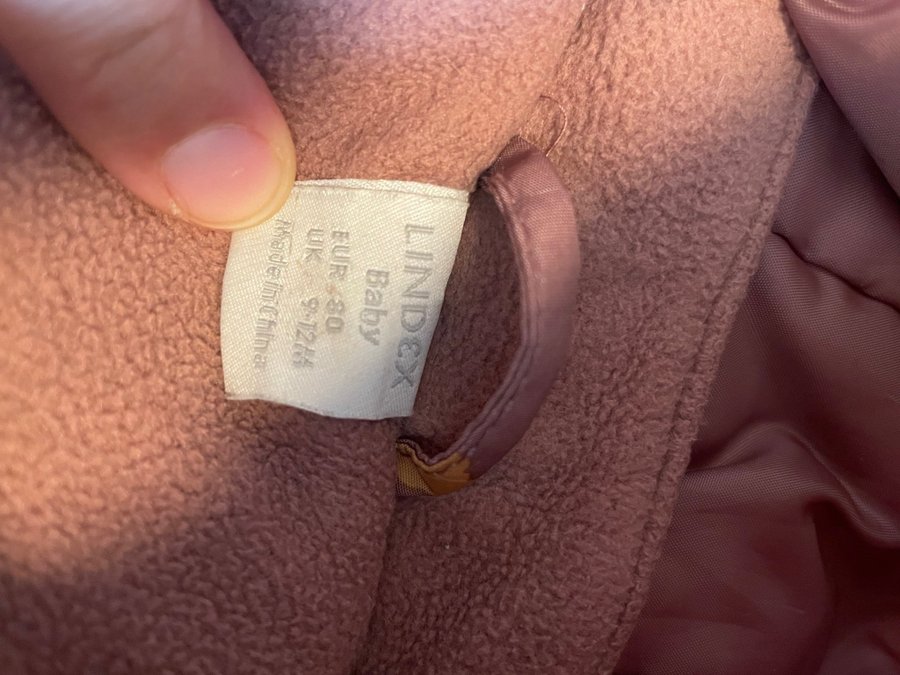 LINDEX
Baby
EUR 80
UK 9-12M
Made in China